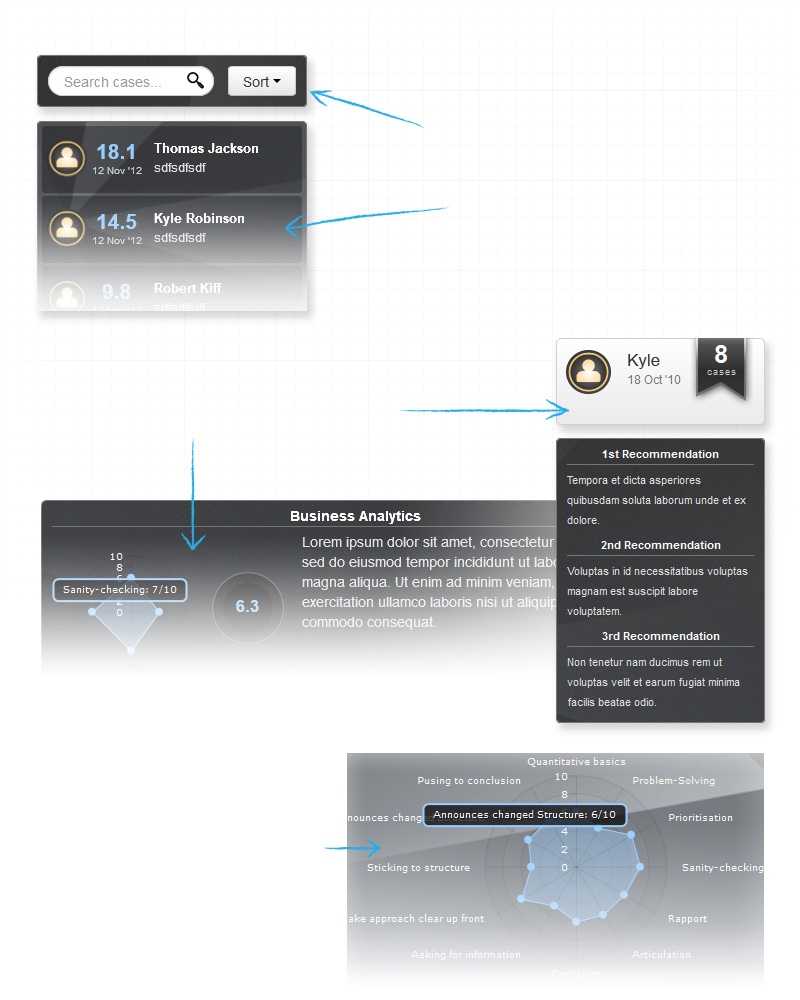 Search cases...
Sort
18.1
12 Nov '12
Thomas Jackson
sdfsdfsdf
14.5
12 Nov '12
Kyle Robinson
sdfsdfsdf
9.8
Robert Kiff
sdfsdfsdf
Kyle
18 Oct '10
8
cases
1st Recommendation
Tempora et dicta asperiores
quibusdam soluta laborum unde et ex
dolore.
2nd Recommendation
Voluptas in id necessitatibus voluptas
magnam est suscipit labore
voluptatem.
3rd Recommendation
Non tenetur nam ducimus rem ut
voluptas velit et earum fugiat minima
facilis beatae odio.
Business Analytics
10
8
Sanity-checking: 7/10
2
0
6.3
Lorem ipsum dolor sit amet, consectetur
sed do eiusmod tempor incididunt ut labo
magna aliqua. Ut enim ad minim veniam,
exercitation ullamco laboris nisi ut aliquip
commodo consequat.
Quantitative basics
Pusing to conclusion
10
Problem-Solving
8
nounces chang
Announces changed Structure: 6/10
Prioritisation
4
2
Sticking to structure
0
Sanity-checking
ake approach clear up front
Rapport
Asking for information
Articulation